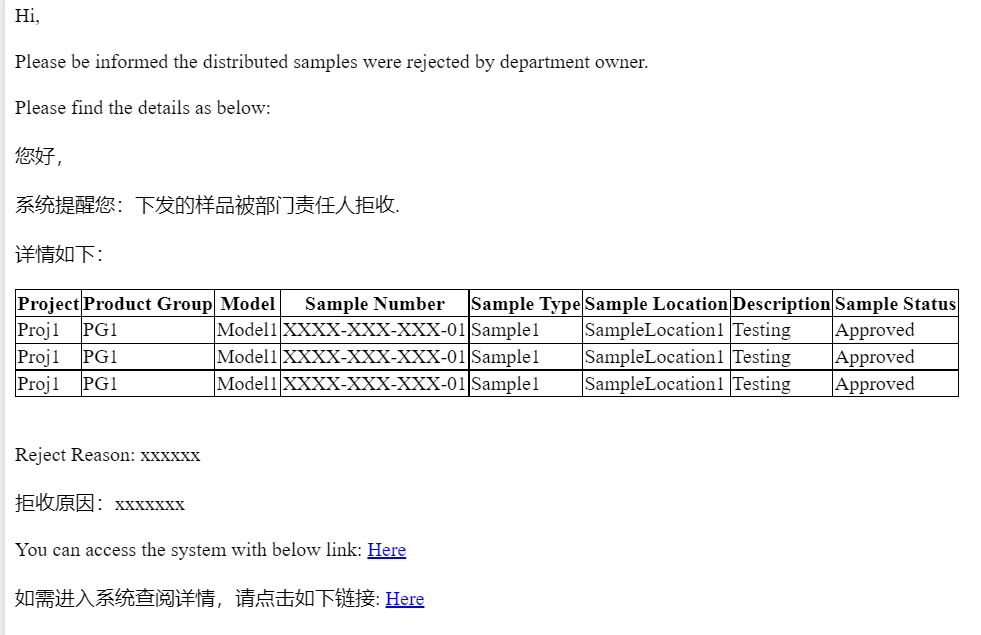 Hi,
Please be informed the distributed samples were rejected by department owner.
Please find the details as below:
您好，
系统提醒您：下发的样品被部门责任人拒收.
详情如下：
Project Product Group Model Sample Number Sample Type Sample Location Description Sample Status
Proj1 PG1 Model1 XXXX-XXX-XXX-01 Sample1 SampleLocation1 Testing Approved
Proj1 PG1 Model1 XXXX-XXX-XXX-01 Sample1 SampleLocation1 Testing Approved
Proj1 PG1 Model1 XXXX-XXX-XXX-01 Sample1 SampleLocation1 Testing Approved
Reject Reason: xxxxxx
拒收原因：xxxxxxx
You can access the system with below link: Here
如需进入系统查阅详情，请点击如下链接: Here